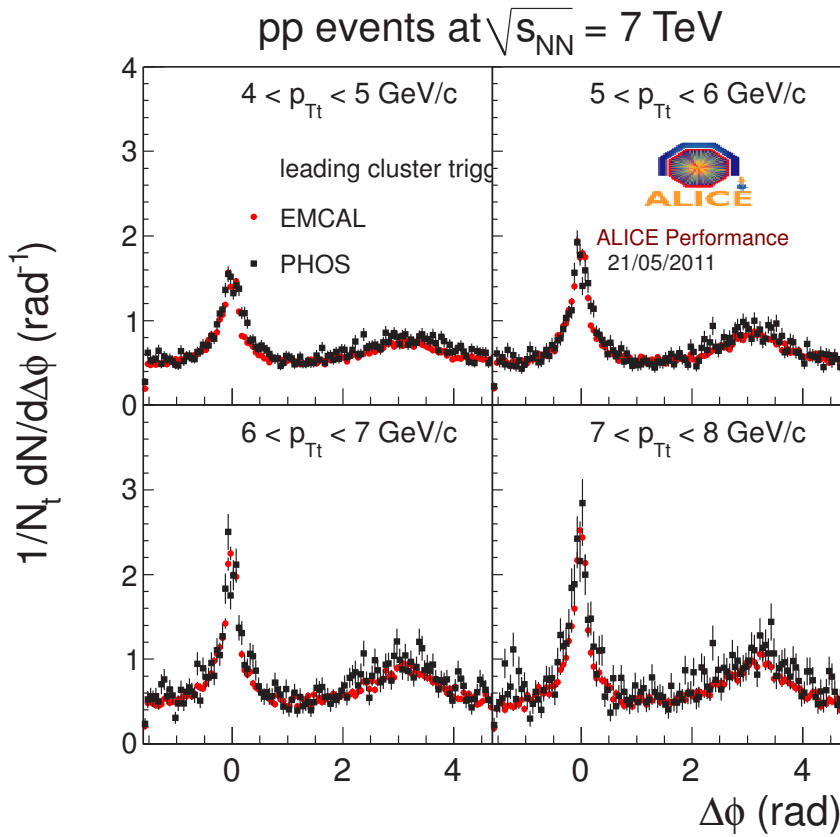 pp events at √s_NN = 7 TeV
4 < p_Tt < 5 GeV/c
5 < p_Tt < 6 GeV/c
leading cluster trigg
EMCAL
PHOS
ALICE
ALICE Performance
21/05/2011
6 < p_Tt < 7 GeV/c
7 < p_Tt < 8 GeV/c
1/N_t dN/dΔϕ (rad⁻¹)
4
3
2
1
0
3
2
1
0
0 2 4
0 2 4
Δϕ (rad)